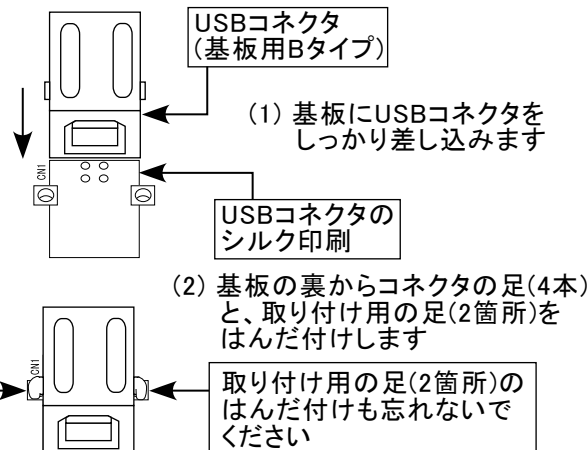 USBコネクタ
(基板用Bタイプ)
(1) 基板にUSBコネクタを
しっかり差し込みます
CN1
USBコネクタの
シルク印刷
(2) 基板の裏からコネクタの足(4本)
と、取り付け用の足(2箇所)を
はんだ付けします
CN1
取り付け用の足(2箇所)の
はんだ付けも忘れないで
ください